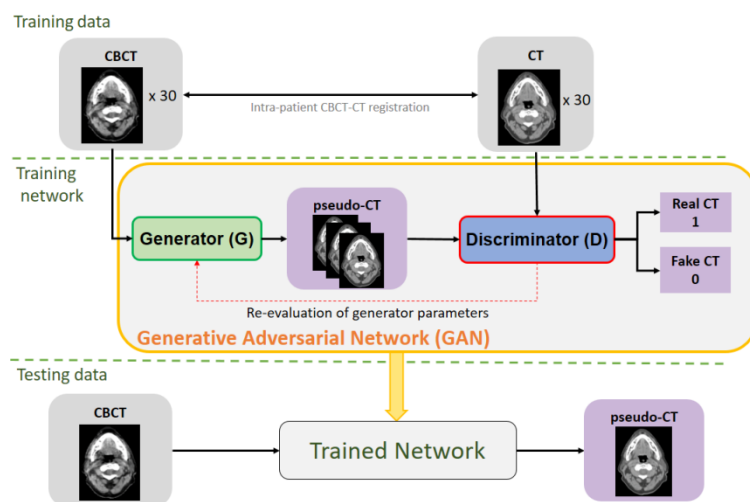 Training data
CBCT
x 30
Intra-patient CBCT-CT registration
CT
x 30
Training
network
Generator (G)
pseudo-CT
Discriminator (D)
Real CT
1
Fake CT
0
Re-evaluation of generator parameters
Generative Adversarial Network (GAN)
Testing data
CBCT
Trained Network
pseudo-CT